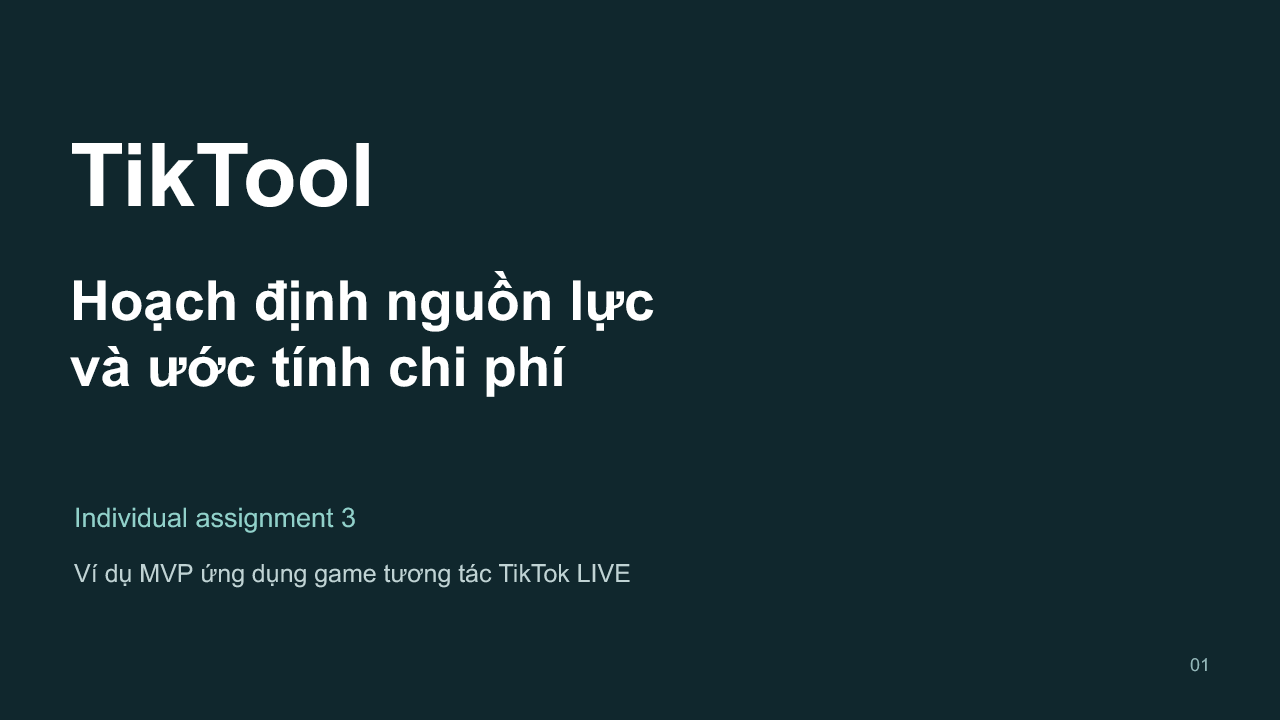 TikTool
Hoạch định nguồn lực
và ước tính chi phí
Individual assignment 3
Ví dụ MVP ứng dụng game tương tác TikTok LIVE
01